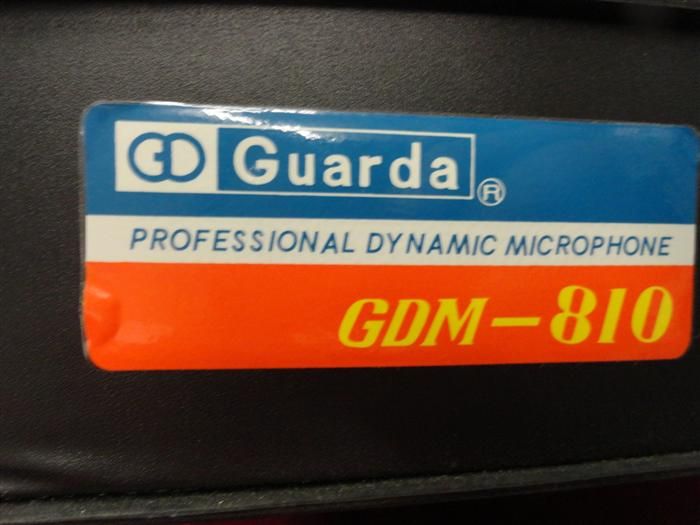 GD Guarda ®
PROFESSIONAL DYNAMIC MICROPHONE
GDM-810